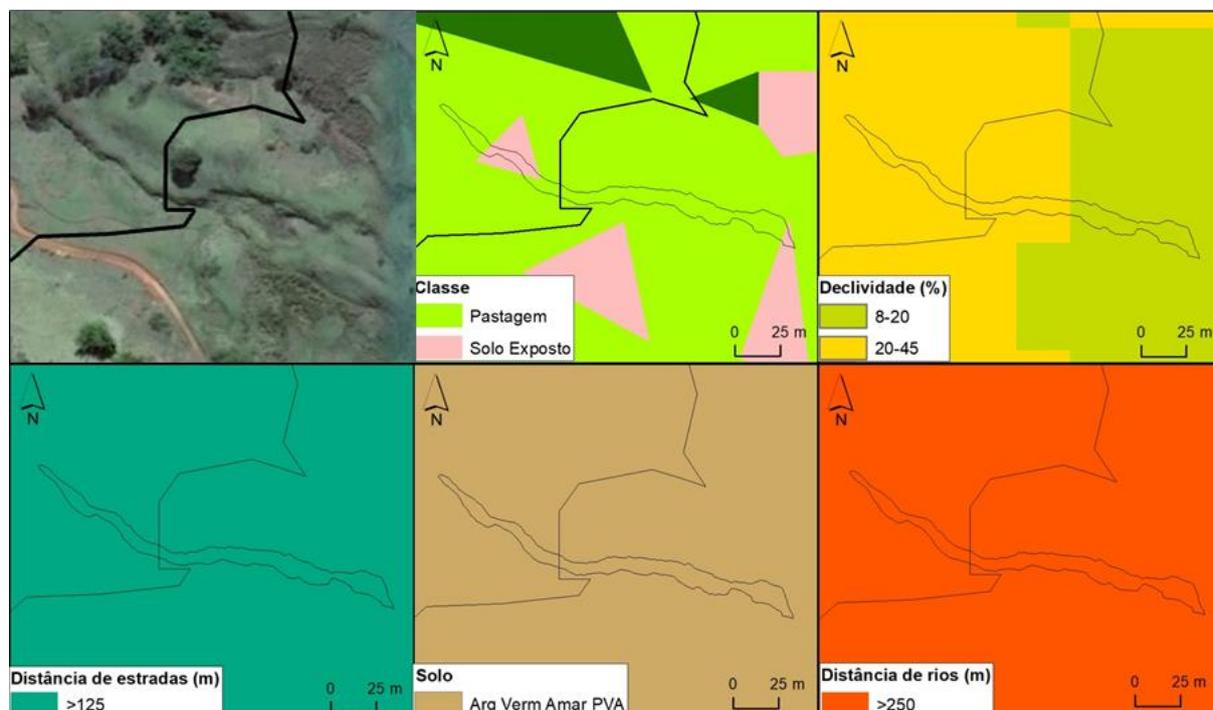 N
N
Classe
Pastagem
Solo Exposto
0 25 m
Declividade (%)
8-20
20-45
0 25 m
N
N
N
Distância de estradas (m)
>125
0 25 m
Solo
Arg Verm Amar PVA
0 25 m
Distância de rios (m)
>250
0 25 m